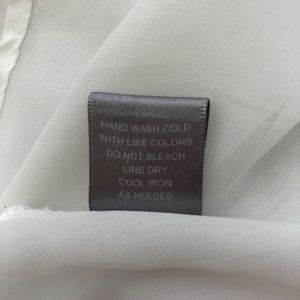 HAND WASH COLD
WITH LIKE COLORS
DO NOT BLEACH
LINE DRY
COOL IRON
AS NEEDED